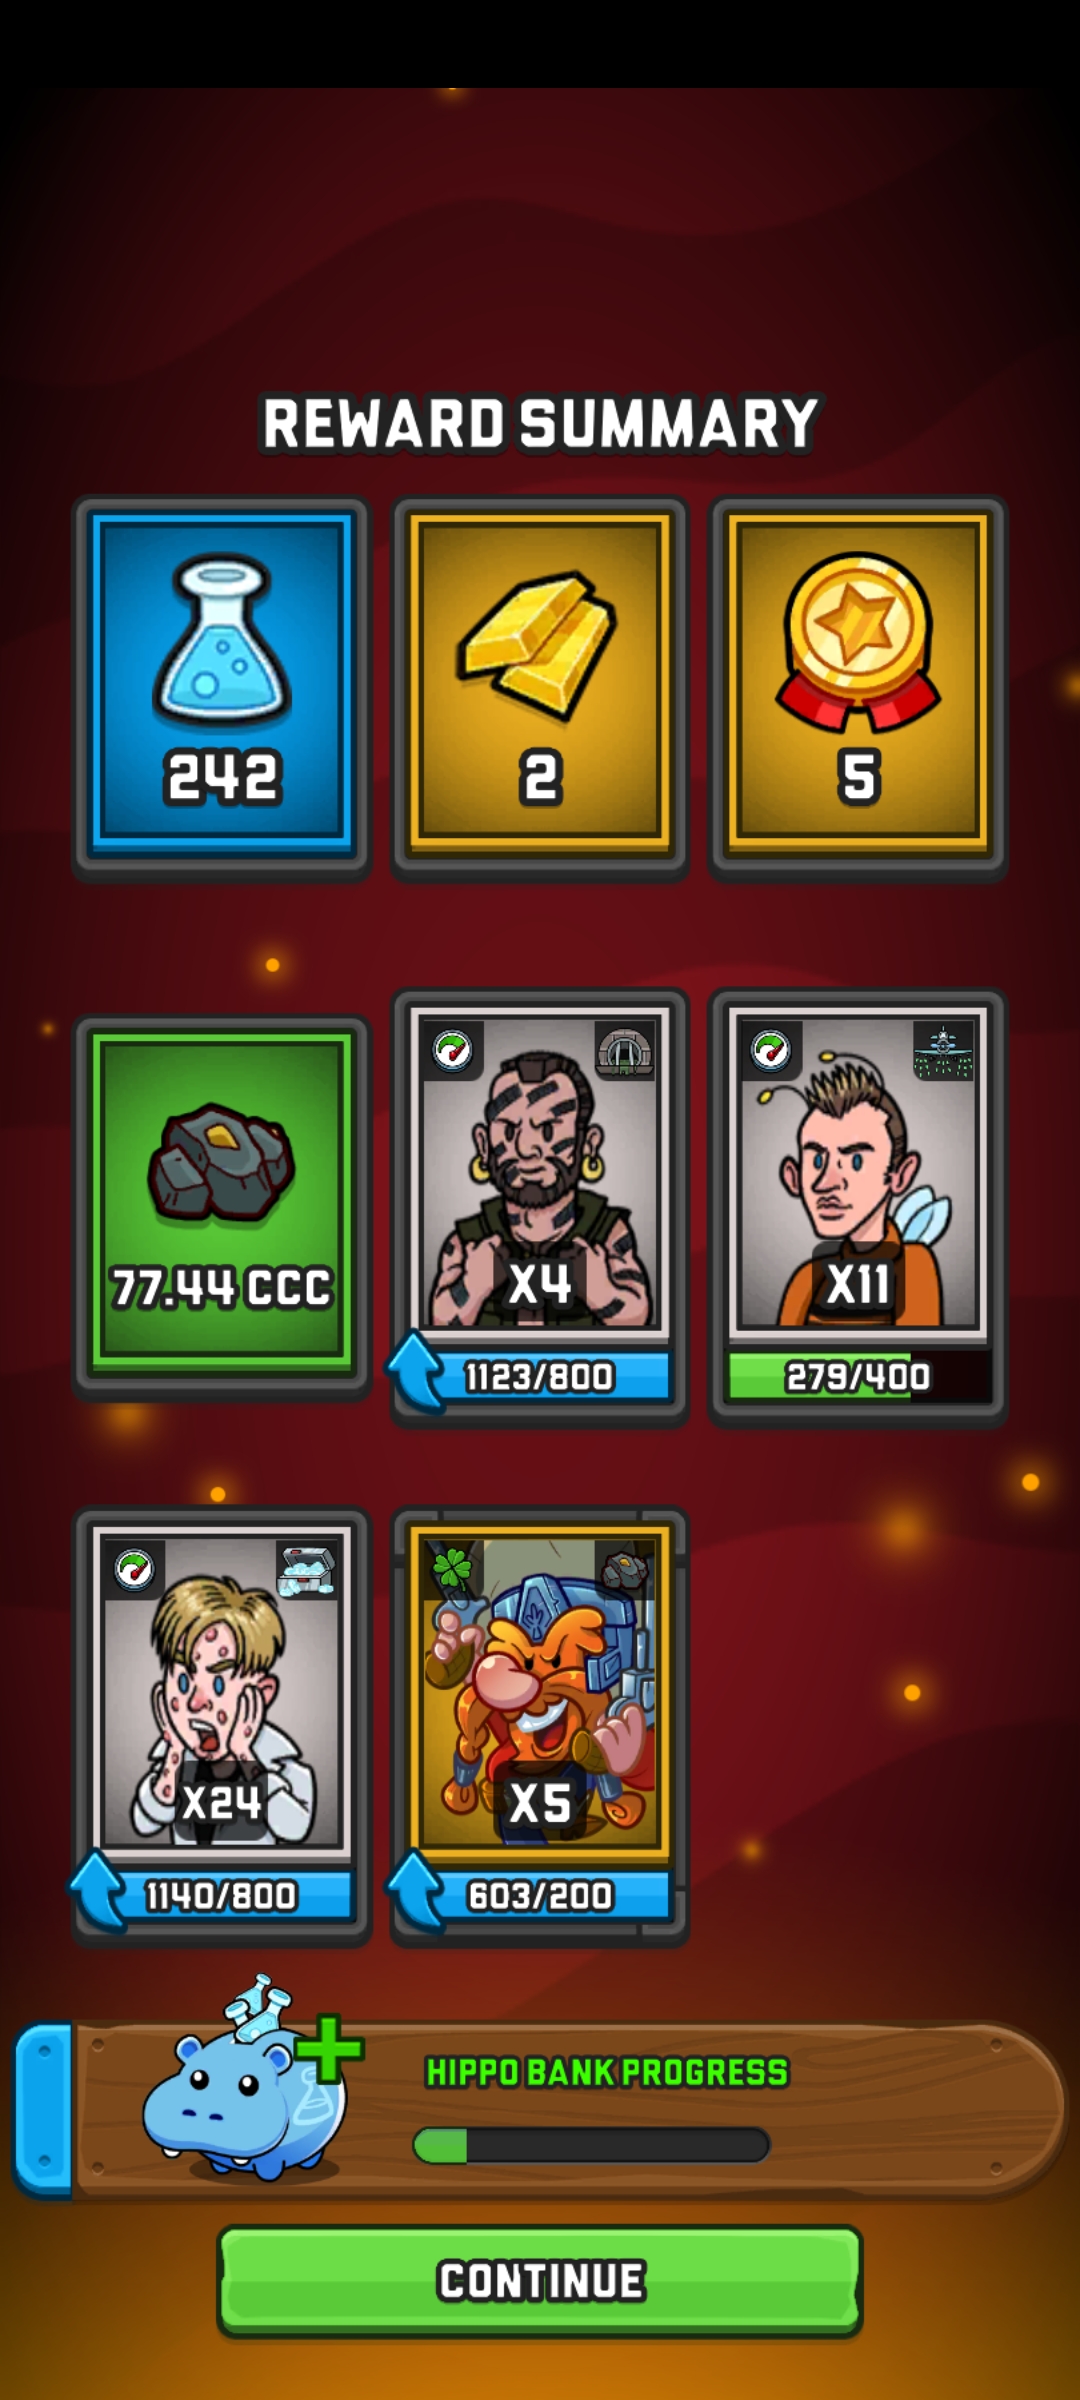 REWARD SUMMARY
242
2
5
77.44 CCC
X4
1123/800
X11
279/400
X24
1140/800
X5
603/200
HIPPO BANK PROGRESS
CONTINUE